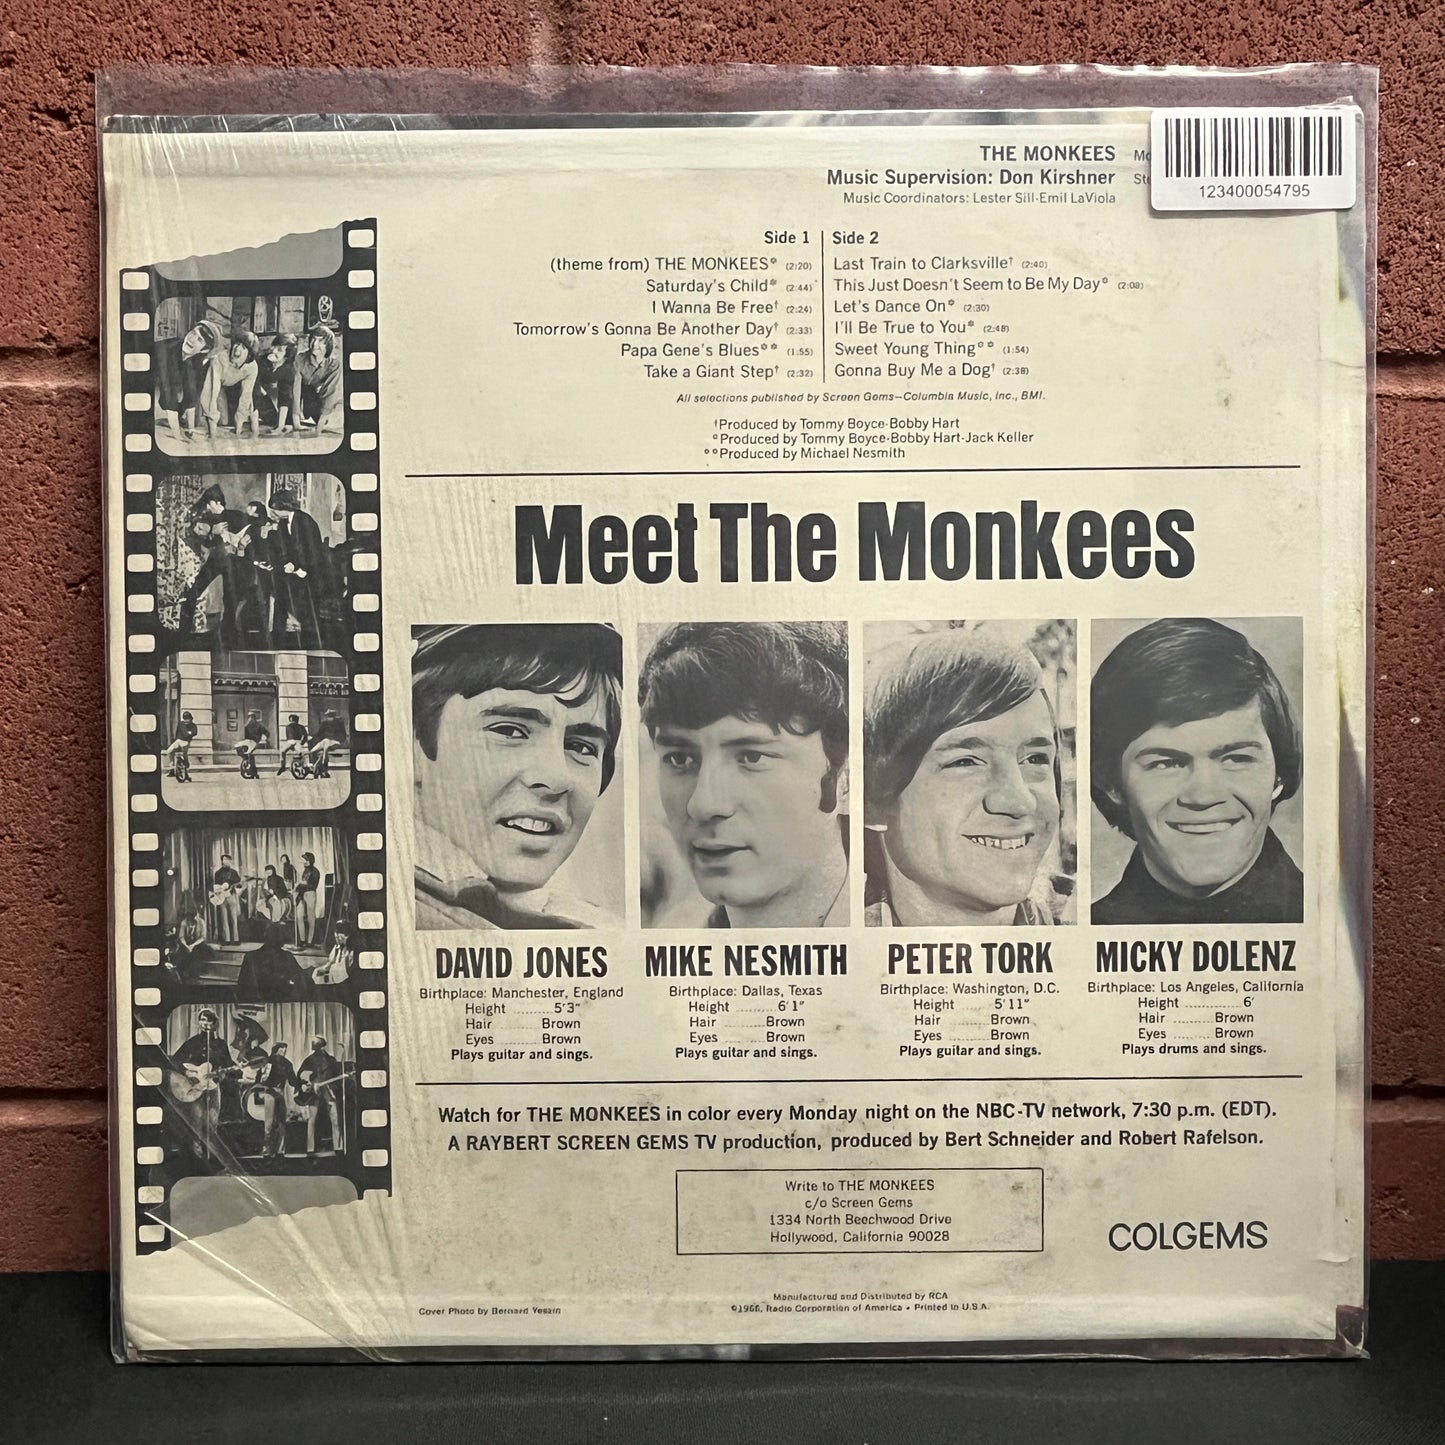 THE MONKEES
Music Supervision: Don Kirshner
Music Coordinators: Lester Sill-Emil LaViola
123400054795
Side 1
(theme from) THE MONKEES* (2:20)
Saturday's Child* (2:44)
I Wanna Be Free† (2:24)
Tomorrow's Gonna Be Another Day† (2:33)
Papa Gene's Blues** (1:55)
Take a Giant Step† (2:32)
Side 2
Last Train to Clarksville† (2:40)
This Just Doesn't Seem to Be My Day* (2:08)
Let's Dance On* (2:30)
I'll Be True to You* (2:48)
Sweet Young Thing** (1:54)
Gonna Buy Me a Dog† (2:38)
All selections published by Screen Gems—Columbia Music, Inc., BMI.
†Produced by Tommy Boyce-Bobby Hart
*Produced by Tommy Boyce-Bobby Hart-Jack Keller
**Produced by Michael Nesmith
Meet The Monkees
DAVID JONES
Birthplace: Manchester, England
Height ..........5'3"
Hair ..........Brown
Eyes ..........Brown
Plays guitar and sings.
MIKE NESMITH
Birthplace: Dallas, Texas
Height ..........6'1"
Hair ..........Brown
Eyes ..........Brown
Plays guitar and sings.
PETER TORK
Birthplace: Washington, D.C.
Height ..........5'11"
Hair ..........Brown
Eyes ..........Brown
Plays guitar and sings.
MICKY DOLENZ
Birthplace: Los Angeles, California
Height .............6'
Hair ..........Brown
Eyes .........Brown
Plays drums and sings.
Watch for THE MONKEES in color every Monday night on the NBC-TV network, 7:30 p.m. (EDT).
A RAYBERT SCREEN GEMS TV production, produced by Bert Schneider and Robert Rafelson.
Write to THE MONKEES
c/o Screen Gems
1334 North Beechwood Drive
Hollywood, California 90028
COLGEMS
Manufactured and Distributed by RCA
©1966, Radio Corporation of America • Printed in U.S.A.
Cover Photo by Bernard Yeszin